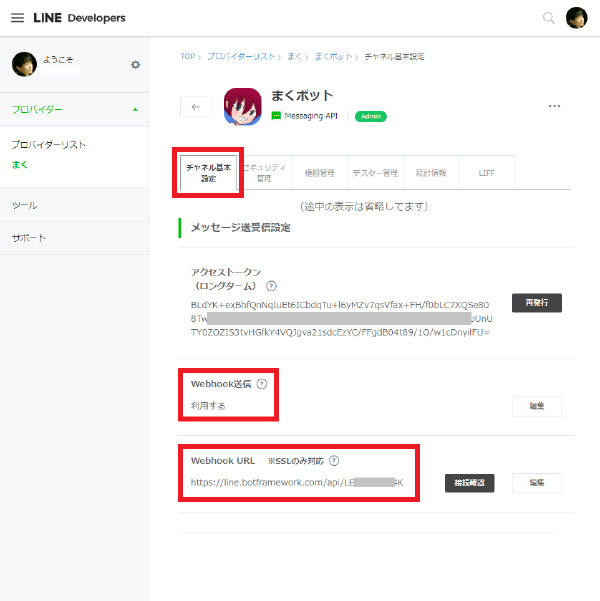 LINE Developers
ようこそ
TOP 〉 プロバイダーリスト 〉 まく 〉 まくボット 〉 チャネル基本設定
まくボット
Messaging API
Admin
プロバイダー
プロバイダーリスト
まく
ツール
サポート
チャネル基本
設定
セキュリティ
管理
権限管理
テスター管理
統計情報
LIFF
（途中の表示は省略してます）
メッセージ送受信設定
アクセストークン
（ロングターム） ?
BLdYK+exBhfQnNqIuEt6ICbdqTu+l6yMZv7qsVfax+FH/f0bLC7XQSe80
8Tw
pUnU
TY0ZOZIS3tvHGfkY4VQJgva21sdcEzYC/FFgdB04t89/1O/w1cDnyilFU=
再発行
Webhook送信 ?
利用する
編集
Webhook URL ※SSLのみ対応 ?
https://line.botframework.com/api/LE
4K
接続確認
編集